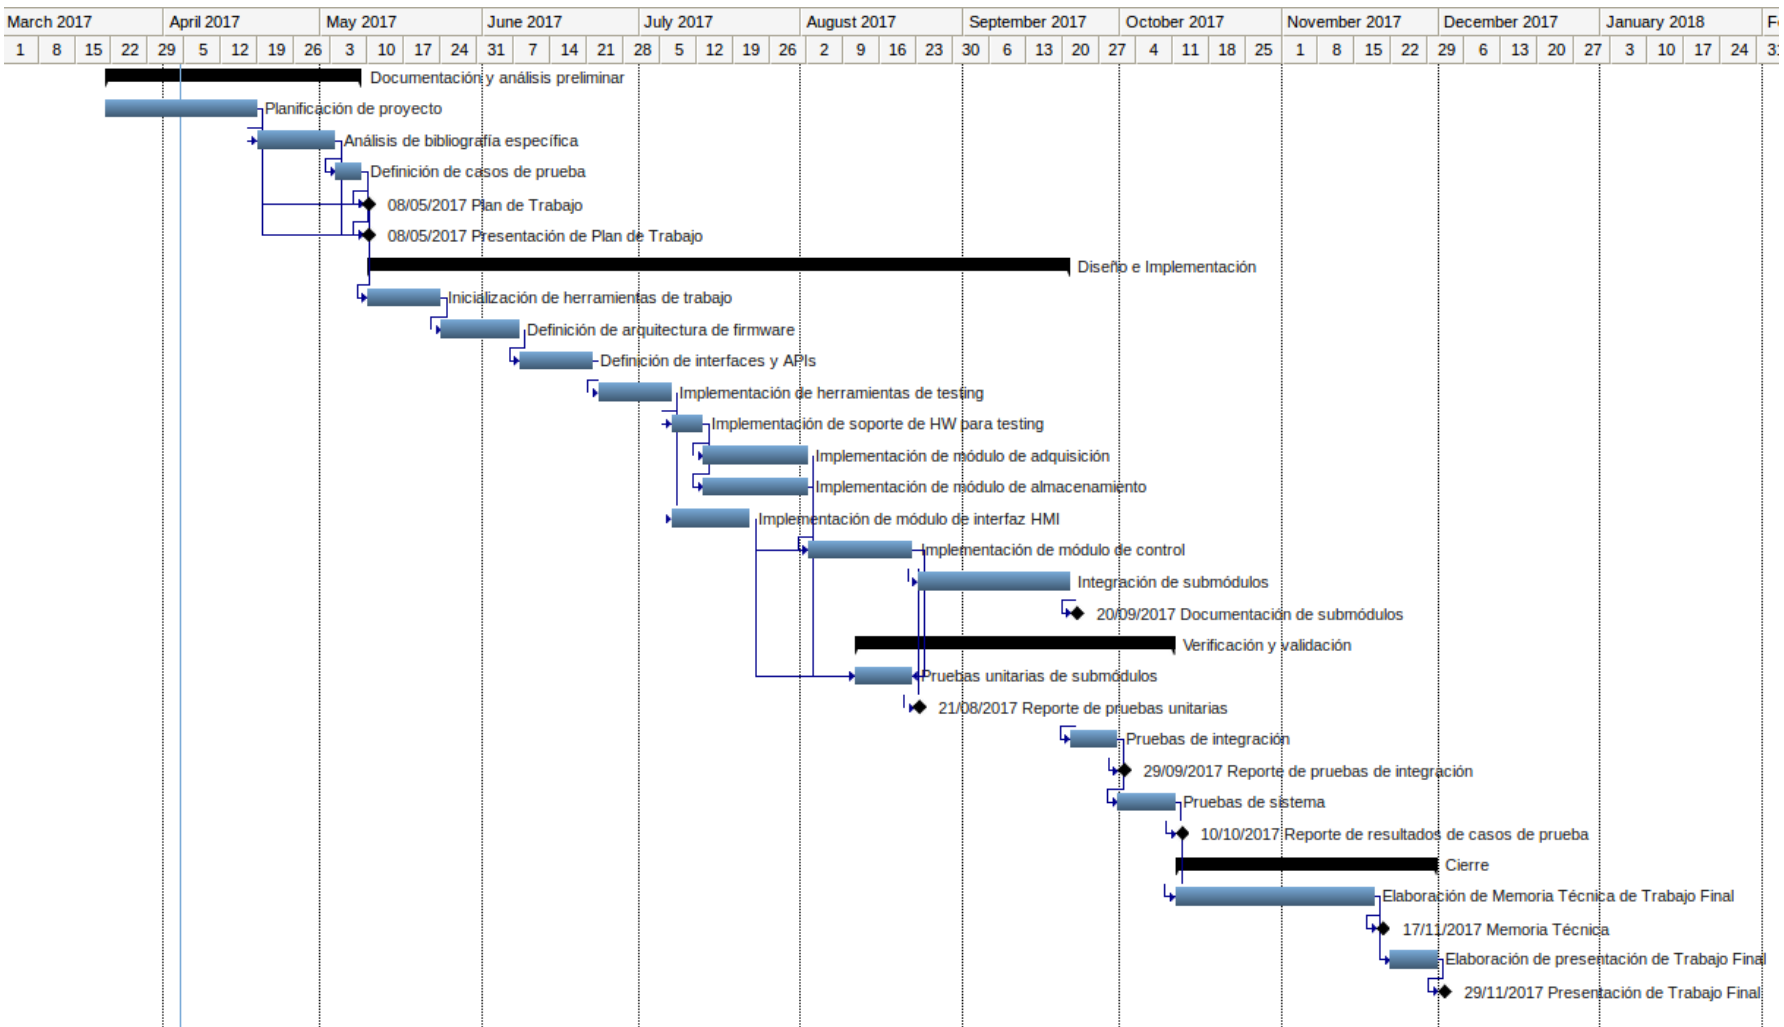 March 2017 April 2017 May 2017 June 2017 July 2017 August 2017 September 2017 October 2017 November 2017 December 2017 January 2018
1 8 15 22 29 5 12 19 26 3 10 17 24 31 7 14 21 28 5 12 19 26 2 9 16 23 30 6 13 20 27 4 11 18 25 1 8 15 22 29 6 13 20 27 3 10 17 24
Documentación y análisis preliminar
Planificación de proyecto
Análisis de bibliografía específica
Definición de casos de prueba
08/05/2017 Plan de Trabajo
08/05/2017 Presentación de Plan de Trabajo
Diseño e Implementación
Inicialización de herramientas de trabajo
Definición de arquitectura de firmware
Definición de interfaces y APIs
Implementación de herramientas de testing
Implementación de soporte de HW para testing
Implementación de módulo de adquisición
Implementación de módulo de almacenamiento
Implementación de módulo de interfaz HMI
Implementación de módulo de control
Integración de submódulos
20/09/2017 Documentación de submódulos
Verificación y validación
Pruebas unitarias de submódulos
21/08/2017 Reporte de pruebas unitarias
Pruebas de integración
29/09/2017 Reporte de pruebas de integración
Pruebas de sistema
10/10/2017 Reporte de resultados de casos de prueba
Cierre
Elaboración de Memoria Técnica de Trabajo Final
17/11/2017 Memoria Técnica
Elaboración de presentación de Trabajo Final
29/11/2017 Presentación de Trabajo Final